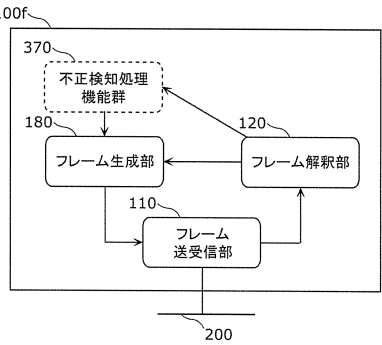 100f
370
不正検知処理
機能群
180
120
フレーム生成部
フレーム解釈部
110
フレーム
送受信部
200